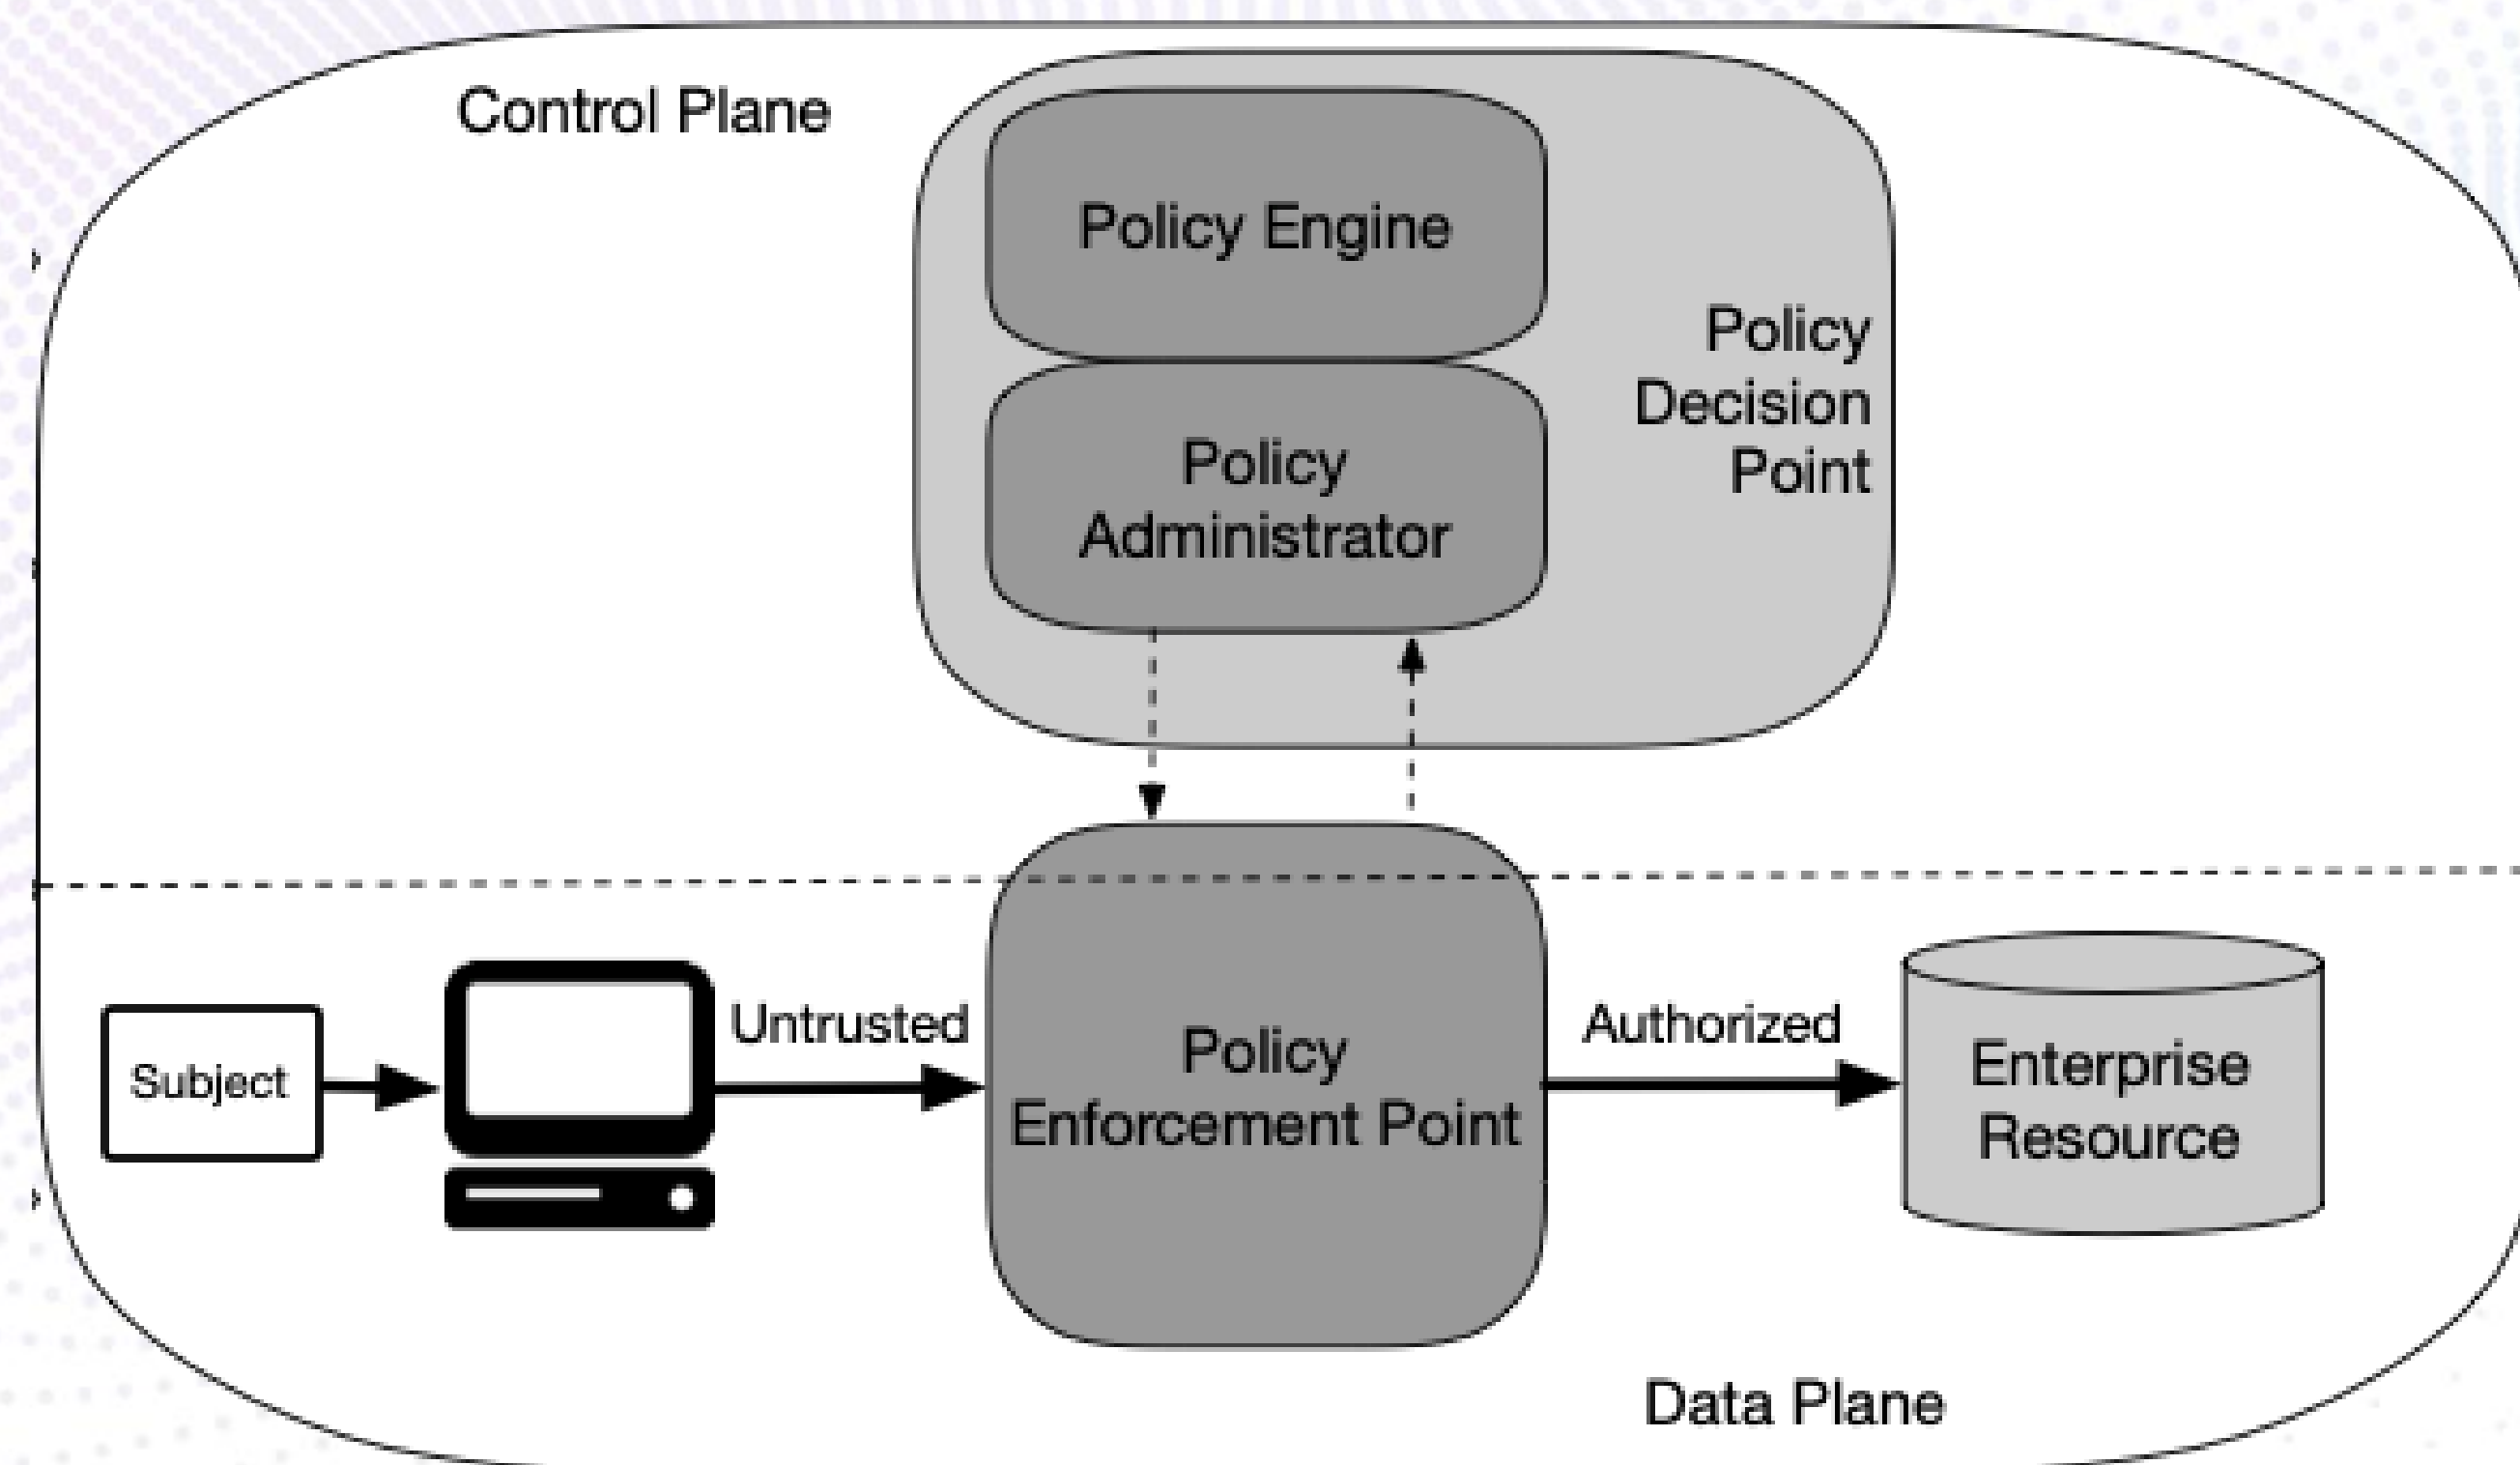 Control Plane
Policy Engine
Policy
Administrator
Policy
Decision
Point
Subject
Untrusted
Policy
Enforcement Point
Authorized
Enterprise
Resource
Data Plane